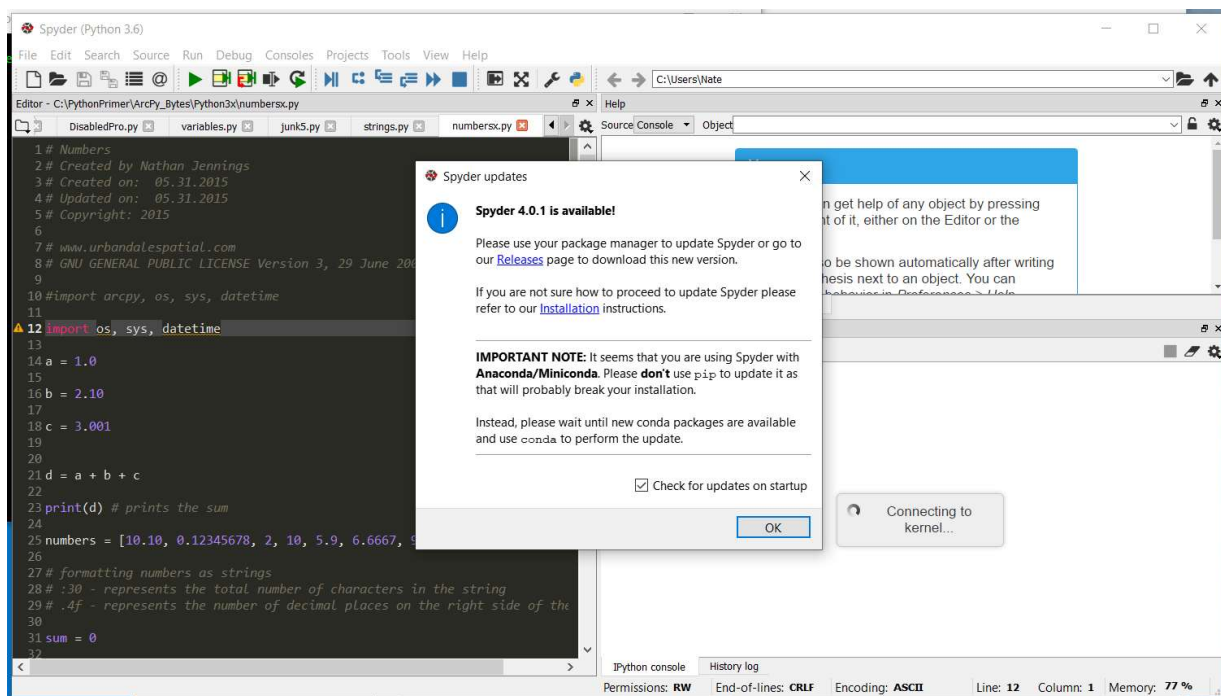 Spyder (Python 3.6)
File Edit Search Source Run Debug Consoles Projects Tools View Help
C:\Users\Nate
Editor - C:\PythonPrimer\ArcPy_Bytes\Python3x\numbersx.py
Help
DisabledPro.py variables.py junk5.py strings.py numbersx.py
Source Console Object
1 # Numbers
2 # Created by Nathan Jennings
3 # Created on: 05.31.2015
4 # Updated on: 05.31.2015
5 # Copyright: 2015
6
7 # www.urbandalespatial.com
8 # GNU GENERAL PUBLIC LICENSE Version 3, 29 June 200
9
10 #import arcpy, os, sys, datetime
11
12 import os, sys, datetime
13
14 a = 1.0
15
16 b = 2.10
17
18 c = 3.001
19
20
21 d = a + b + c
22
23 print(d) # prints the sum
24
25 numbers = [10.10, 0.12345678, 2, 10, 5.9, 6.6667,
26
27 # formatting numbers as strings
28 # :30 - represents the total number of characters in the string
29 # .4f - represents the number of decimal places on the right side of the
30
31 sum = 0
32
Spyder updates
Spyder 4.0.1 is available!
Please use your package manager to update Spyder or go to
our Releases page to download this new version.
If you are not sure how to proceed to update Spyder please
refer to our Installation instructions.
IMPORTANT NOTE: It seems that you are using Spyder with
Anaconda/Miniconda. Please don't use pip to update it as
that will probably break your installation.
Instead, please wait until new conda packages are available
and use conda to perform the update.
Check for updates on startup
OK
n get help of any object by pressing
t of it, either on the Editor or the
o be shown automatically after writing
hesis next to an object. You can
behavior in Preferences > Help.
Connecting to
kernel...
IPython console History log
Permissions: RW End-of-lines: CRLF Encoding: ASCII Line: 12 Column: 1 Memory: 77 %